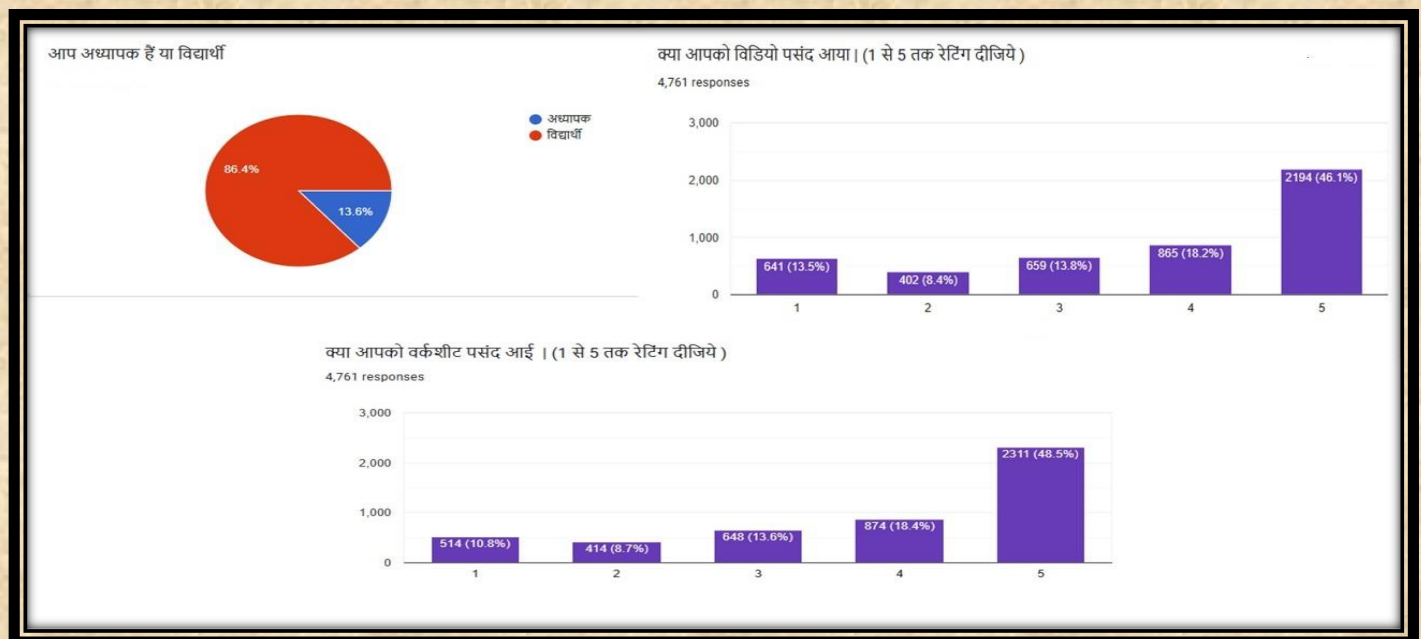 आप अध्यापक हैं या विद्यार्थी
अध्यापक
विद्यार्थी
86.4%
13.6%
क्या आपको विडियो पसंद आया | (1 से 5 तक रेटिंग दीजिये )
4,761 responses
3,000
2,000
1,000
0
641 (13.5%)
402 (8.4%)
659 (13.8%)
865 (18.2%)
2194 (46.1%)
1 2 3 4 5
क्या आपको वर्कशीट पसंद आई | (1 से 5 तक रेटिंग दीजिये )
4,761 responses
3,000
2,000
1,000
0
514 (10.8%)
414 (8.7%)
648 (13.6%)
874 (18.4%)
2311 (48.5%)
1 2 3 4 5